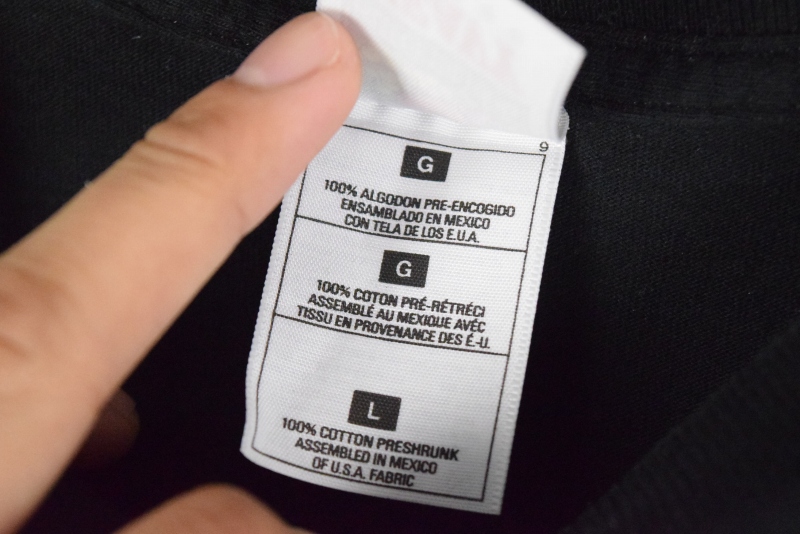 9
G
100% ALGODON PRE-ENCOGIDO
ENSAMBLADO EN MEXICO
CON TELA DE LOS E.U.A.
G
100% COTON PRÉ-RÉTRÉCI
ASSEMBLÉ AU MEXIQUE AVÉC
TISSU EN PROVENANCE DES É.-U.
L
100% COTTON PRESHRUNK
ASSEMBLED IN MEXICO
OF U.S.A. FABRIC